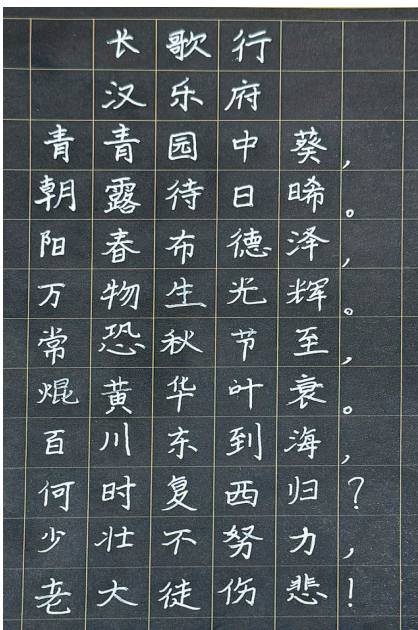 长歌行
汉乐府
青青园中葵,
朝露待日晞。
阳春布德泽,
万物生光辉。
常恐秋节至,
焜黄华叶衰。
百川东到海,
何时复西归?
少壮不努力,
老大徒伤悲!